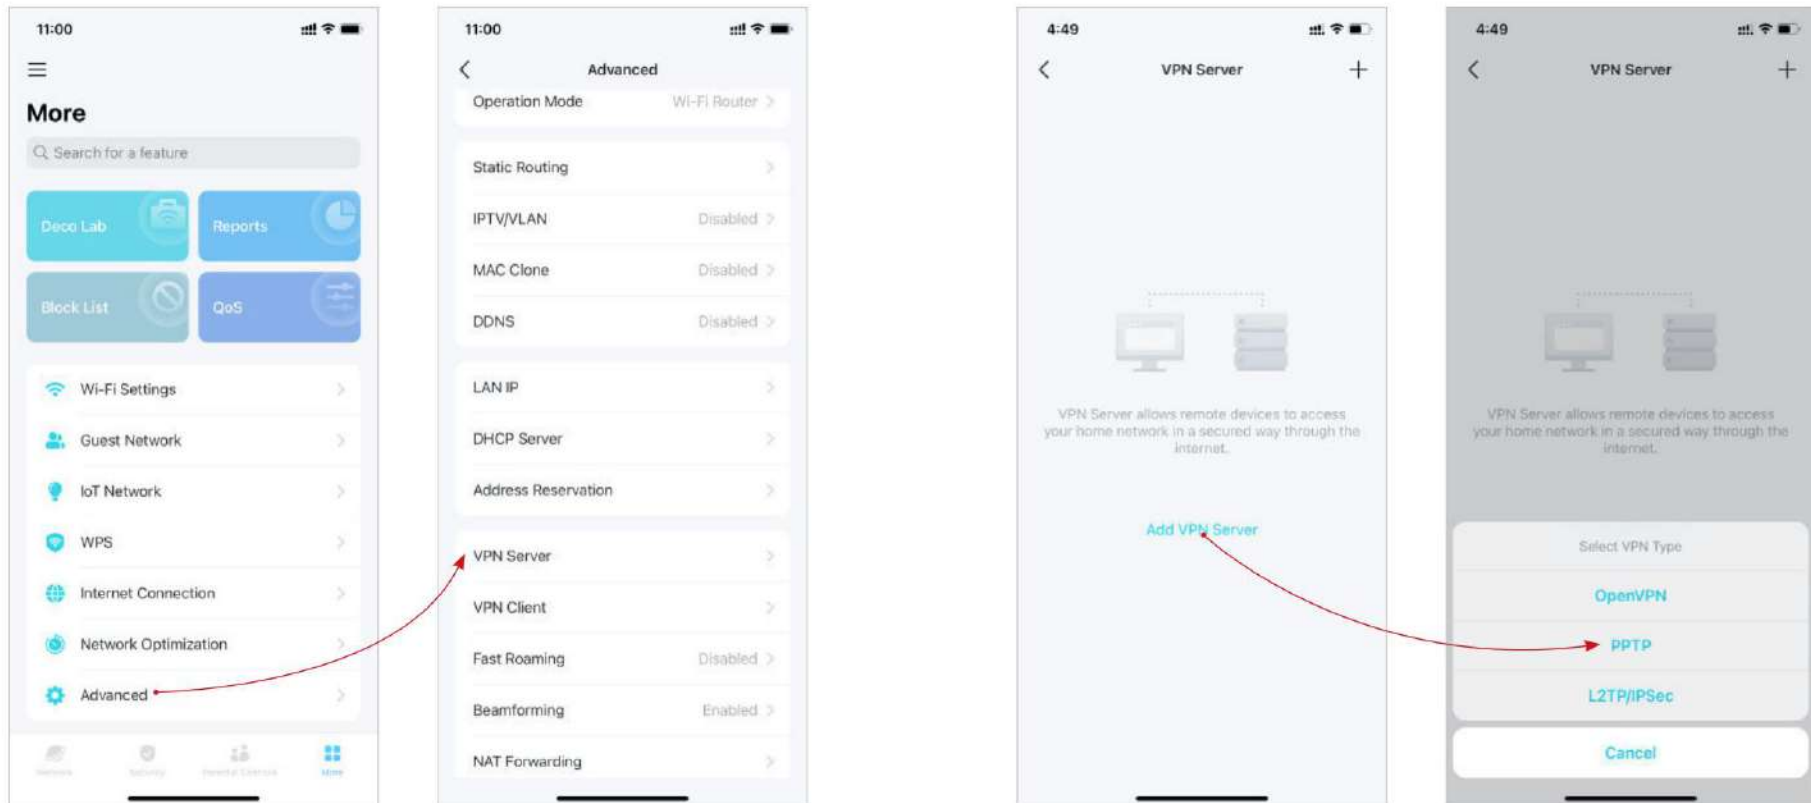 11:00
More
Search for a feature
Deco Lab
Reports
Block List
QoS
Wi-Fi Settings
Guest Network
IoT Network
WPS
Internet Connection
Network Optimization
Advanced
Network
Security
Parental Controls
More
11:00
Advanced
Operation Mode Wi-Fi Router
Static Routing
IPTV/VLAN Disabled
MAC Clone Disabled
DDNS Disabled
LAN IP
DHCP Server
Address Reservation
VPN Server
VPN Client
Fast Roaming Disabled
Beamforming Enabled
NAT Forwarding
4:49
VPN Server
VPN Server allows remote devices to access
your home network in a secured way through the
internet.
Add VPN Server
4:49
VPN Server
VPN Server allows remote devices to access
your home network in a secured way through the
internet.
Select VPN Type
OpenVPN
PPTP
L2TP/IPSec
Cancel